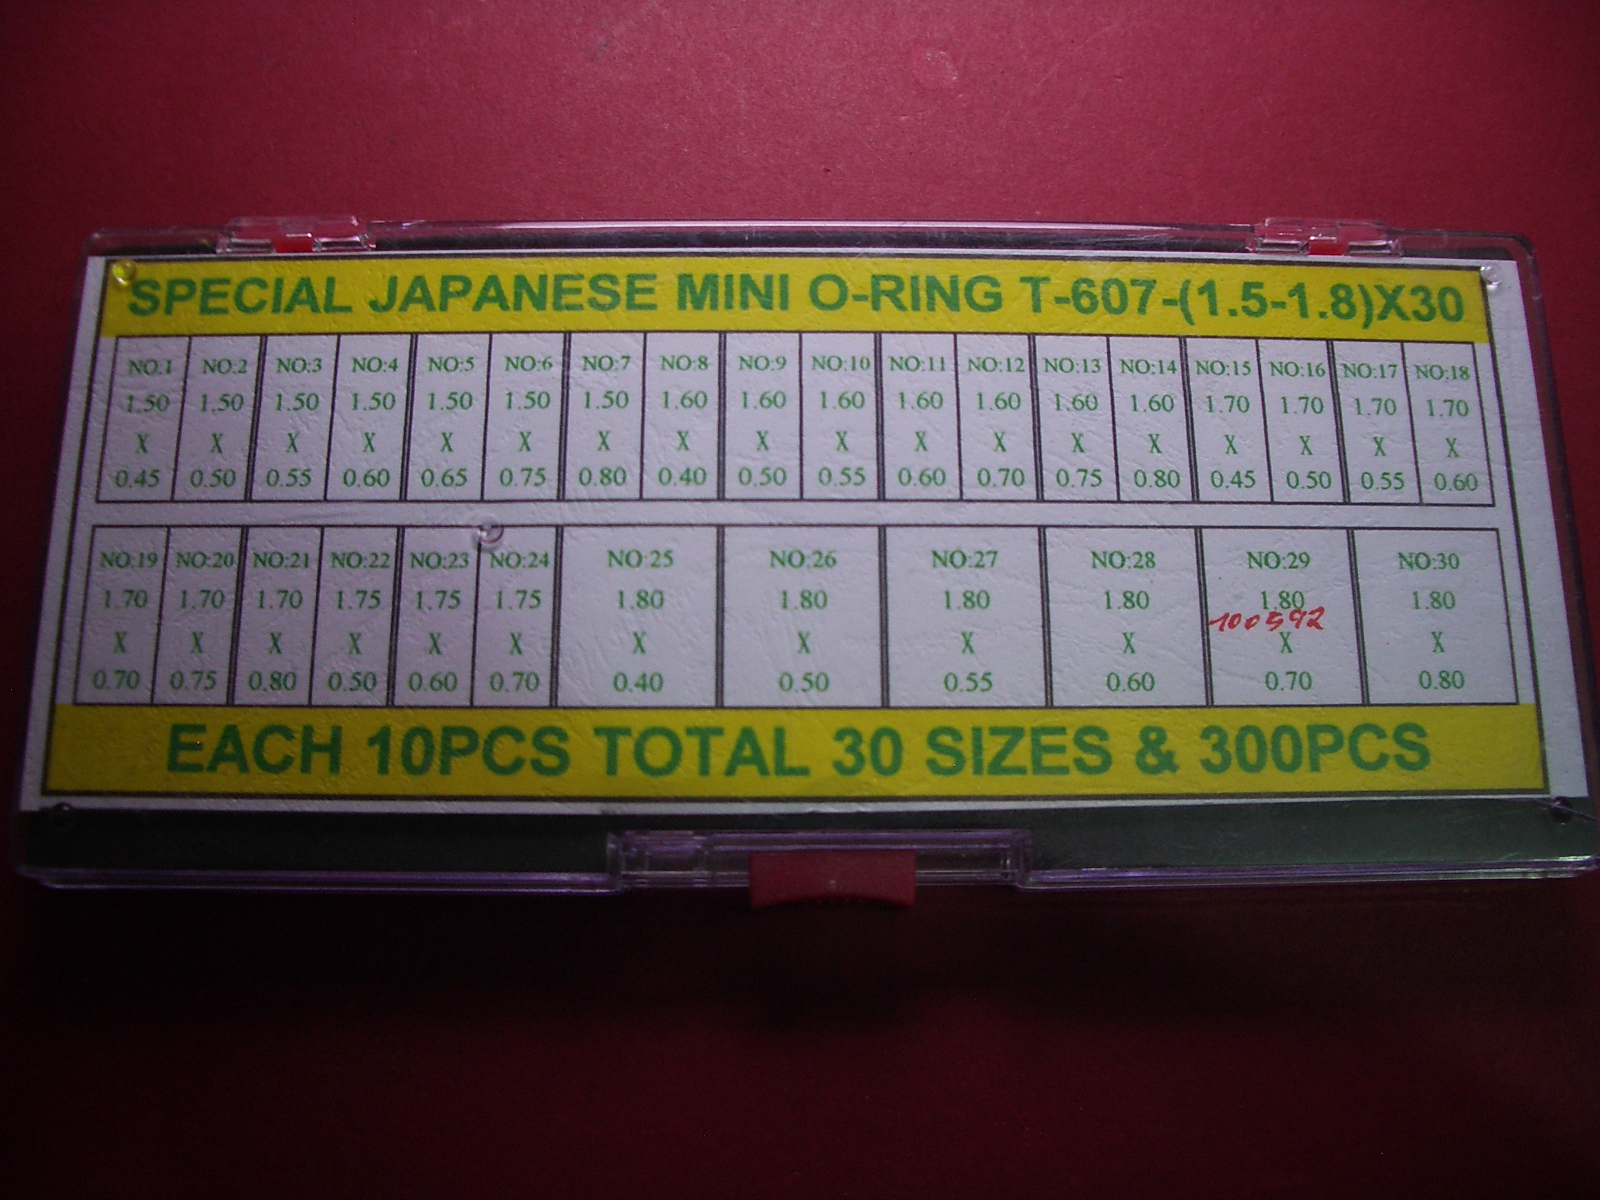 SPECIAL JAPANESE MINI O-RING T-607-(1.5-1.8)X30
NO:1 NO:2 NO:3 NO:4 NO:5 NO:6 NO:7 NO:8 NO:9 NO:10 NO:11 NO:12 NO:13 NO:14 NO:15 NO:16 NO:17 NO:18
1.50 1.50 1.50 1.50 1.50 1.50 1.50 1.60 1.60 1.60 1.60 1.60 1.60 1.60 1.70 1.70 1.70 1.70
X X X X X X X X X X X X X X X X X X
0.45 0.50 0.55 0.60 0.65 0.75 0.80 0.40 0.50 0.55 0.60 0.70 0.75 0.80 0.45 0.50 0.55 0.60
NO:19 NO:20 NO:21 NO:22 NO:23 NO:24 NO:25 NO:26 NO:27 NO:28 NO:29 NO:30
1.70 1.70 1.70 1.75 1.75 1.75 1.80 1.80 1.80 1.80 1.80 1.80
100592
X X X X X X X X X X X X
0.70 0.75 0.80 0.50 0.60 0.70 0.40 0.50 0.55 0.60 0.70 0.80
EACH 10PCS TOTAL 30 SIZES & 300PCS